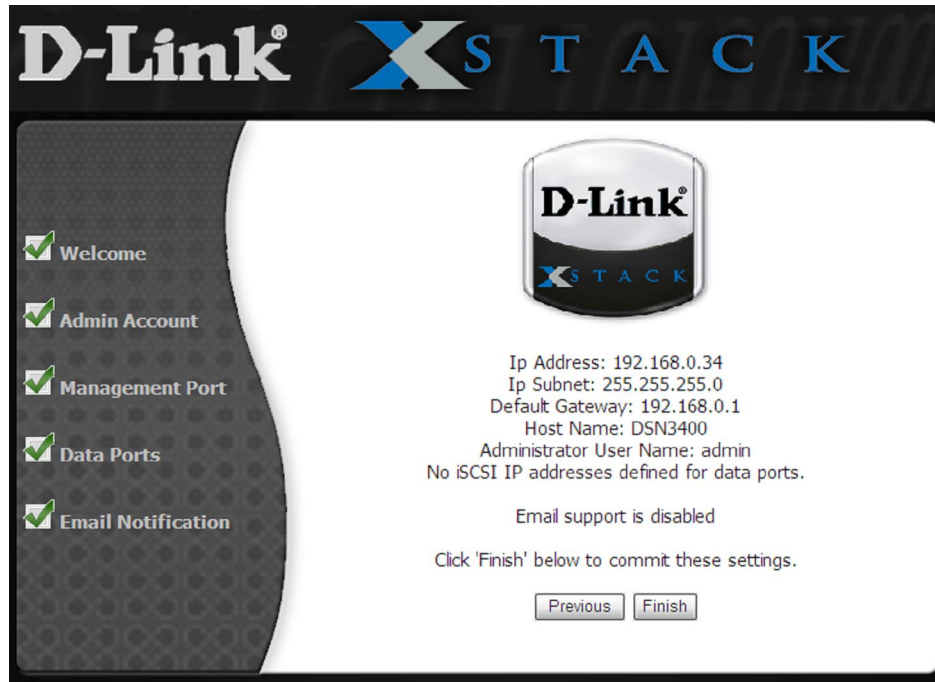 D-Link®
XSTACK
Welcome
Admin Account
Management Port
Data Ports
Email Notification
D-Link®
XSTACK
Ip Address: 192.168.0.34
Ip Subnet: 255.255.255.0
Default Gateway: 192.168.0.1
Host Name: DSN3400
Administrator User Name: admin
No iSCSI IP addresses defined for data ports.
Email support is disabled
Click 'Finish' below to commit these settings.
Previous Finish